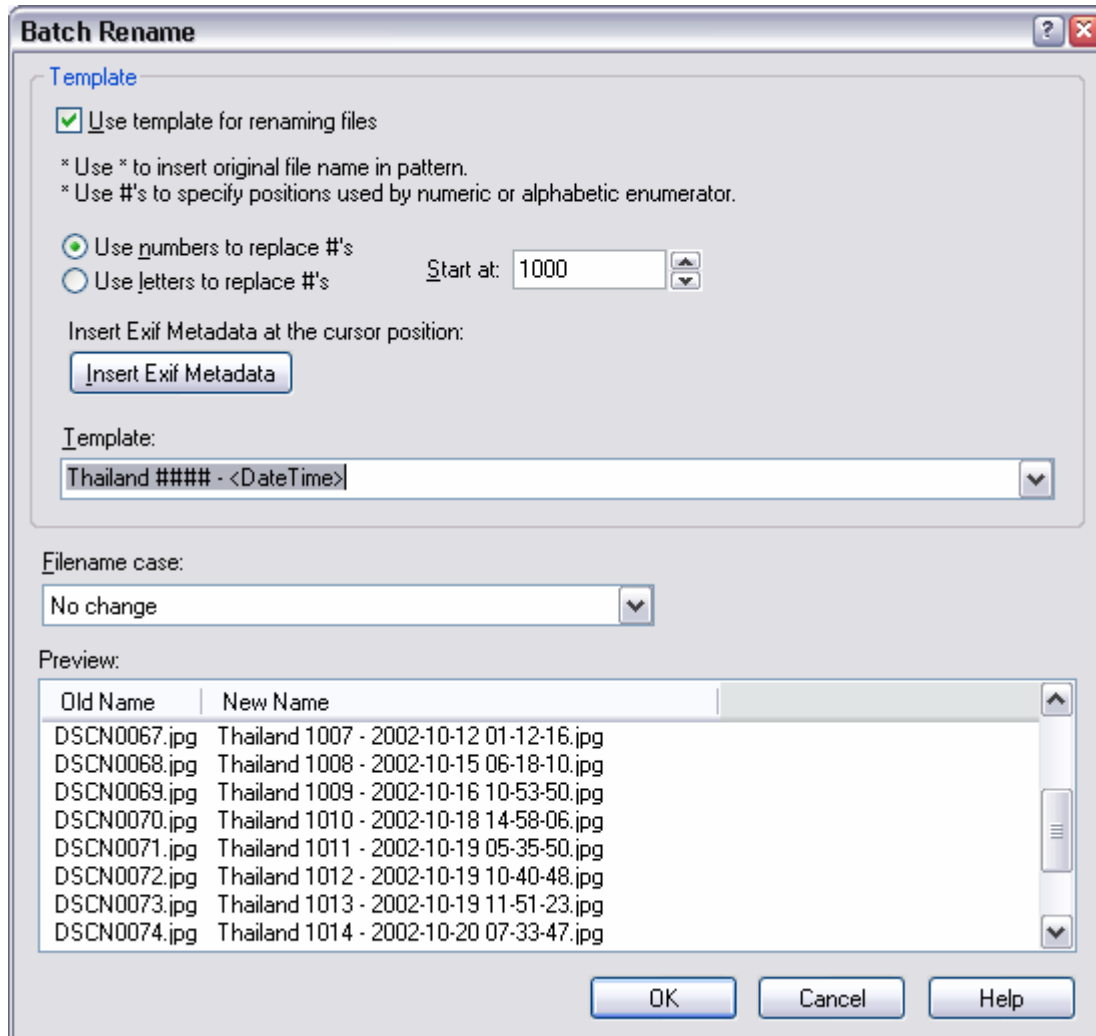 Batch Rename
Template
Use template for renaming files
* Use * to insert original file name in pattern.
* Use #'s to specify positions used by numeric or alphabetic enumerator.
Use numbers to replace #'s
Use letters to replace #'s
Start at: 1000
Insert Exif Metadata at the cursor position:
Insert Exif Metadata
Template:
Thailand #### - <DateTime>
Filename case:
No change
Preview:
Old Name New Name
DSCN0067.jpg Thailand 1007 - 2002-10-12 01-12-16.jpg
DSCN0068.jpg Thailand 1008 - 2002-10-15 06-18-10.jpg
DSCN0069.jpg Thailand 1009 - 2002-10-16 10-53-50.jpg
DSCN0070.jpg Thailand 1010 - 2002-10-18 14-58-06.jpg
DSCN0071.jpg Thailand 1011 - 2002-10-19 05-35-50.jpg
DSCN0072.jpg Thailand 1012 - 2002-10-19 10-40-48.jpg
DSCN0073.jpg Thailand 1013 - 2002-10-19 11-51-23.jpg
DSCN0074.jpg Thailand 1014 - 2002-10-20 07-33-47.jpg
OK Cancel Help